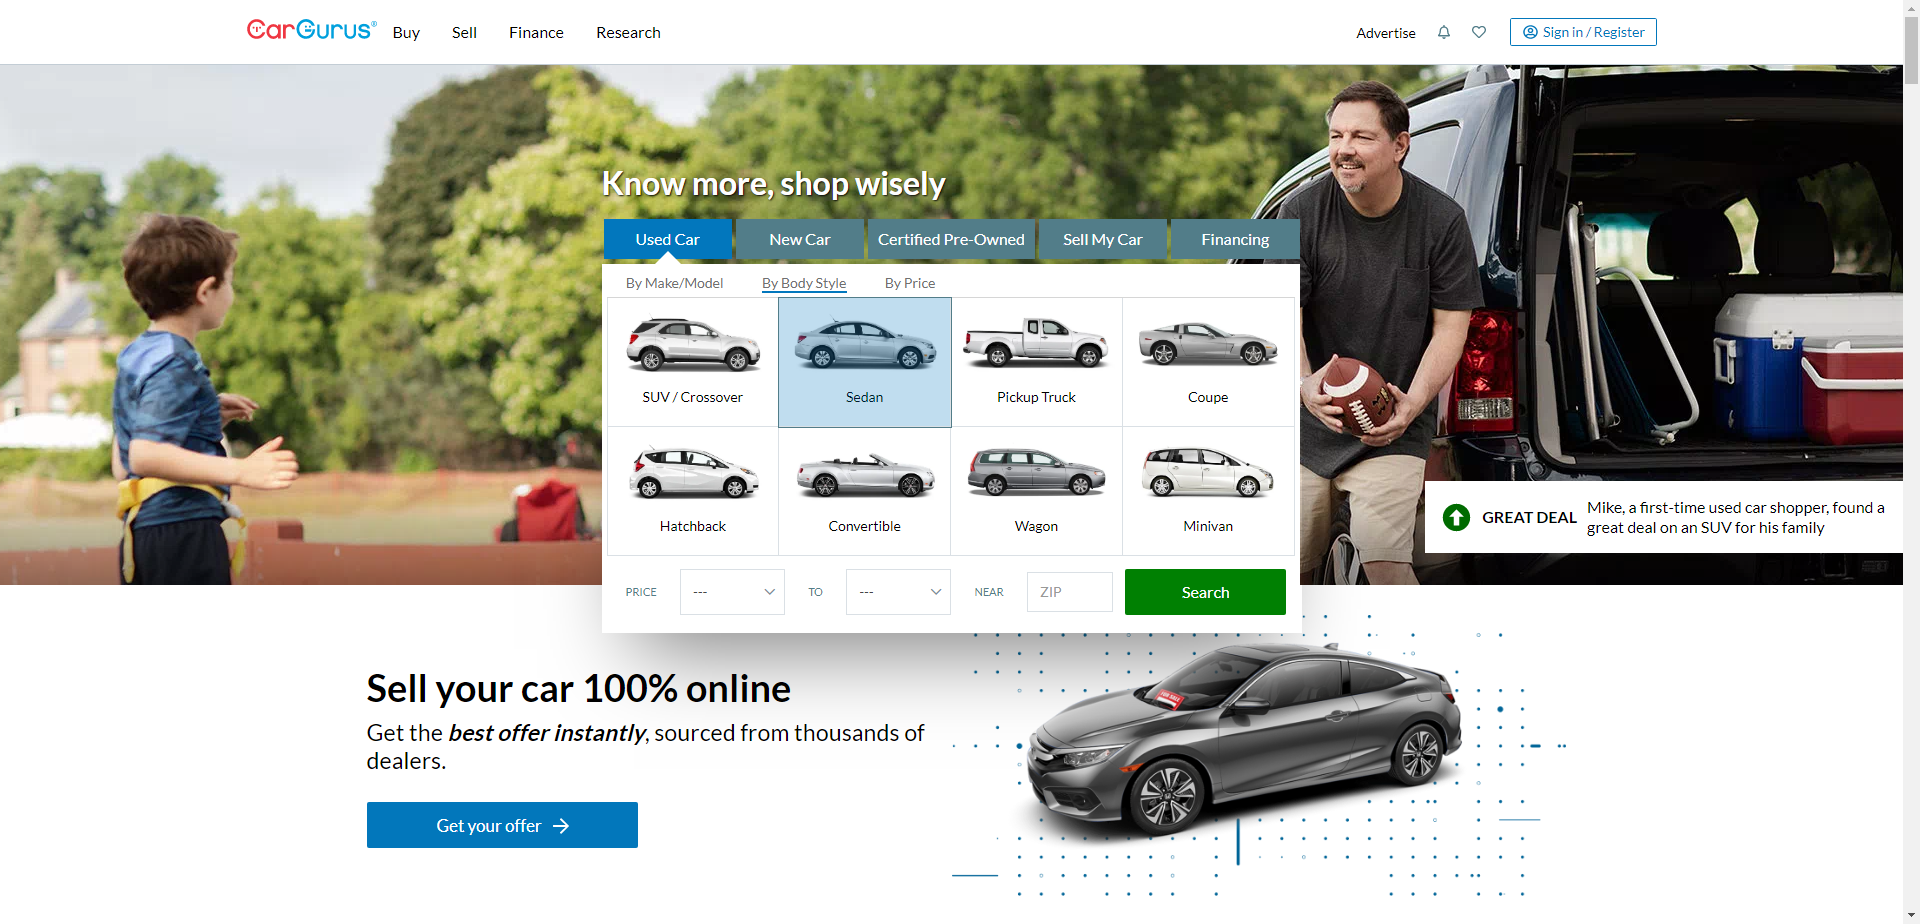 CarGurus®
Buy
Sell
Finance
Research
Advertise
Sign in / Register
Know more, shop wisely
Used Car
New Car
Certified Pre-Owned
Sell My Car
Financing
By Make/Model
By Body Style
By Price
SUV / Crossover
Sedan
Pickup Truck
Coupe
Hatchback
Convertible
Wagon
Minivan
PRICE
---
TO
---
NEAR
ZIP
Search
GREAT DEAL
Mike, a first-time used car shopper, found a
great deal on an SUV for his family
Sell your car 100% online
Get the best offer instantly, sourced from thousands of
dealers.
Get your offer
FOR SALE